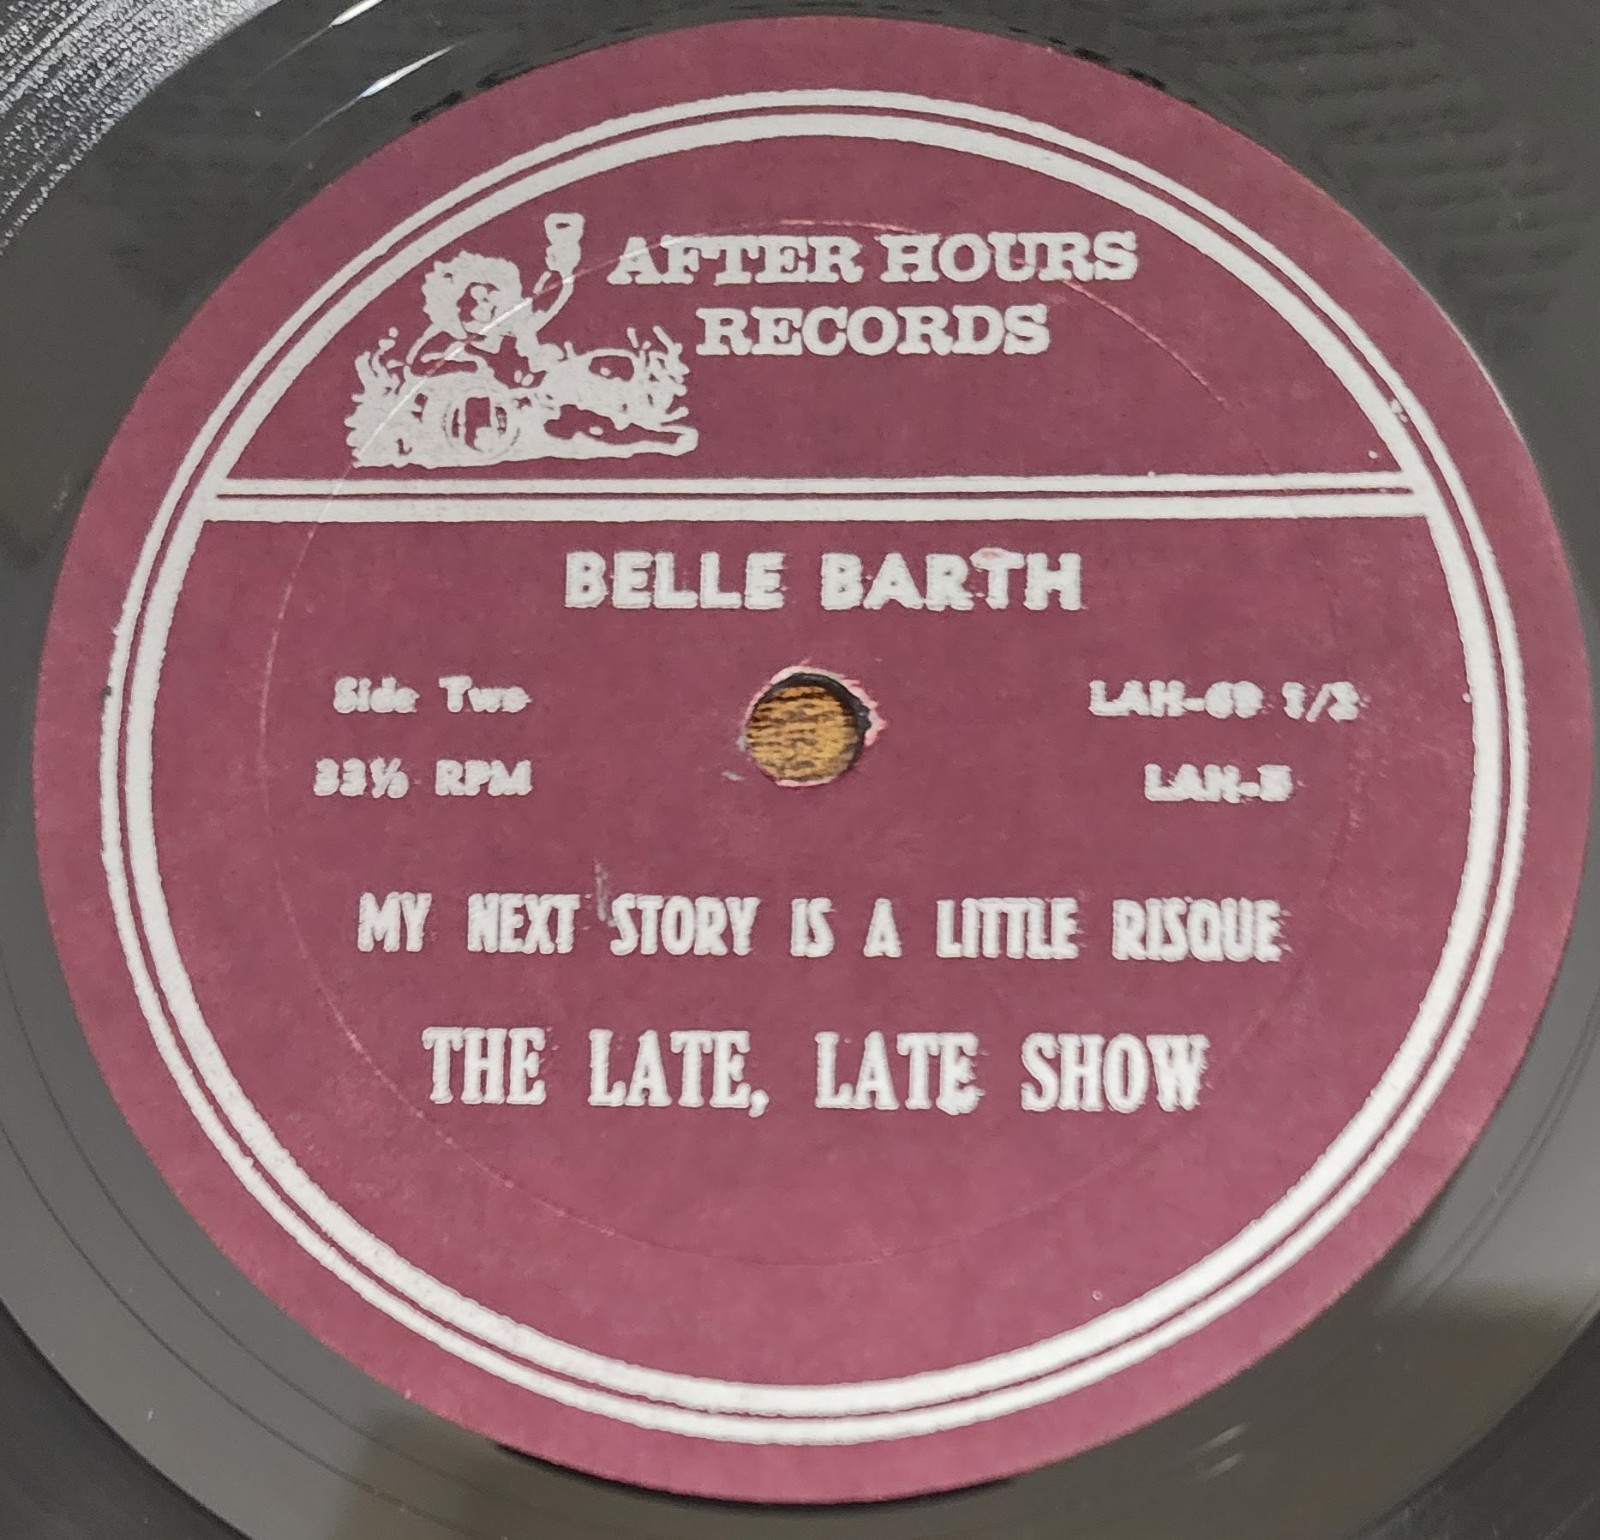 AFTER HOURS
RECORDS
BELLE BARTH
Side Two
LAH-69 1/2
33⅓ RPM
MY NEXT STORY IS A LITTLE RISQUE
THE LATE, LATE SHOW